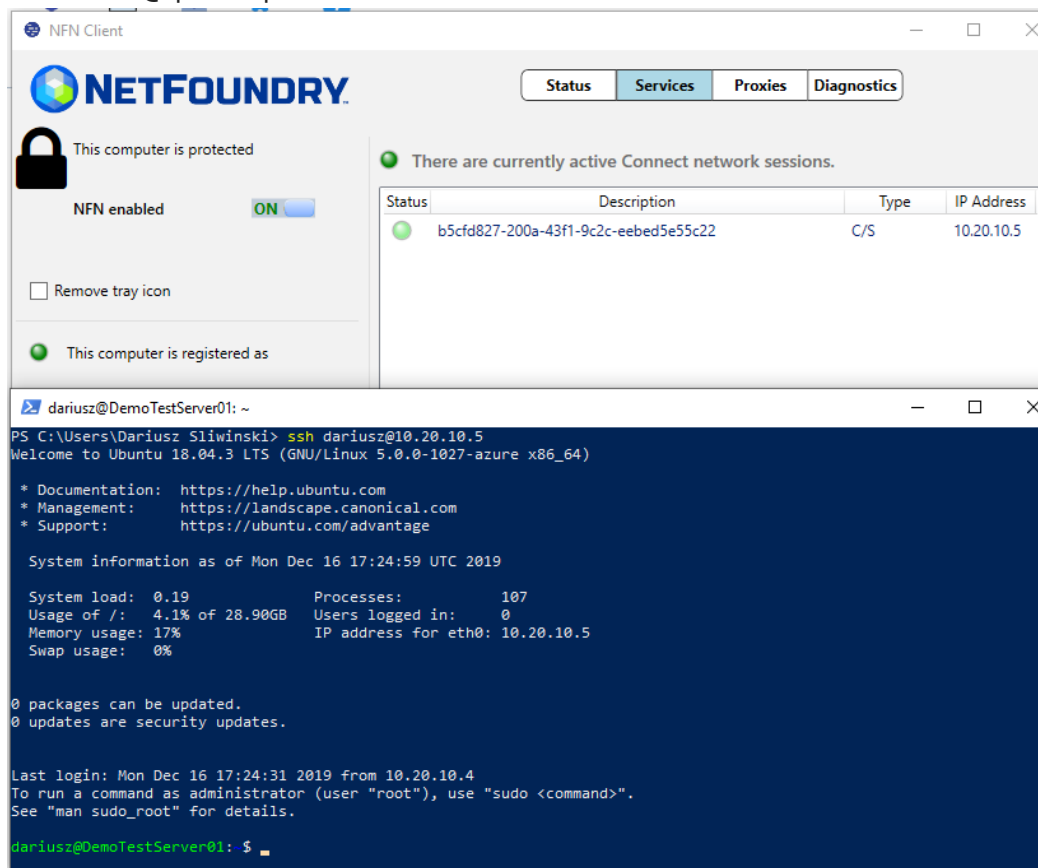 NFN Client
NETFOUNDRY
Status Services Proxies Diagnostics
This computer is protected
There are currently active Connect network sessions.
NFN enabled ON
Status Description Type IP Address
b5cfd827-200a-43f1-9c2c-eebed5e55c22 C/S 10.20.10.5
Remove tray icon
This computer is registered as
dariusz@DemoTestServer01: ~
PS C:\Users\Dariusz Sliwinski> ssh dariusz@10.20.10.5
Welcome to Ubuntu 18.04.3 LTS (GNU/Linux 5.0.0-1027-azure x86_64)
* Documentation: https://help.ubuntu.com
* Management: https://landscape.canonical.com
* Support: https://ubuntu.com/advantage
System information as of Mon Dec 16 17:24:59 UTC 2019
System load: 0.19 Processes: 107
Usage of /: 4.1% of 28.90GB Users logged in: 0
Memory usage: 17% IP address for eth0: 10.20.10.5
Swap usage: 0%
0 packages can be updated.
0 updates are security updates.
Last login: Mon Dec 16 17:24:31 2019 from 10.20.10.4
To run a command as administrator (user "root"), use "sudo <command>".
See "man sudo_root" for details.
dariusz@DemoTestServer01: $